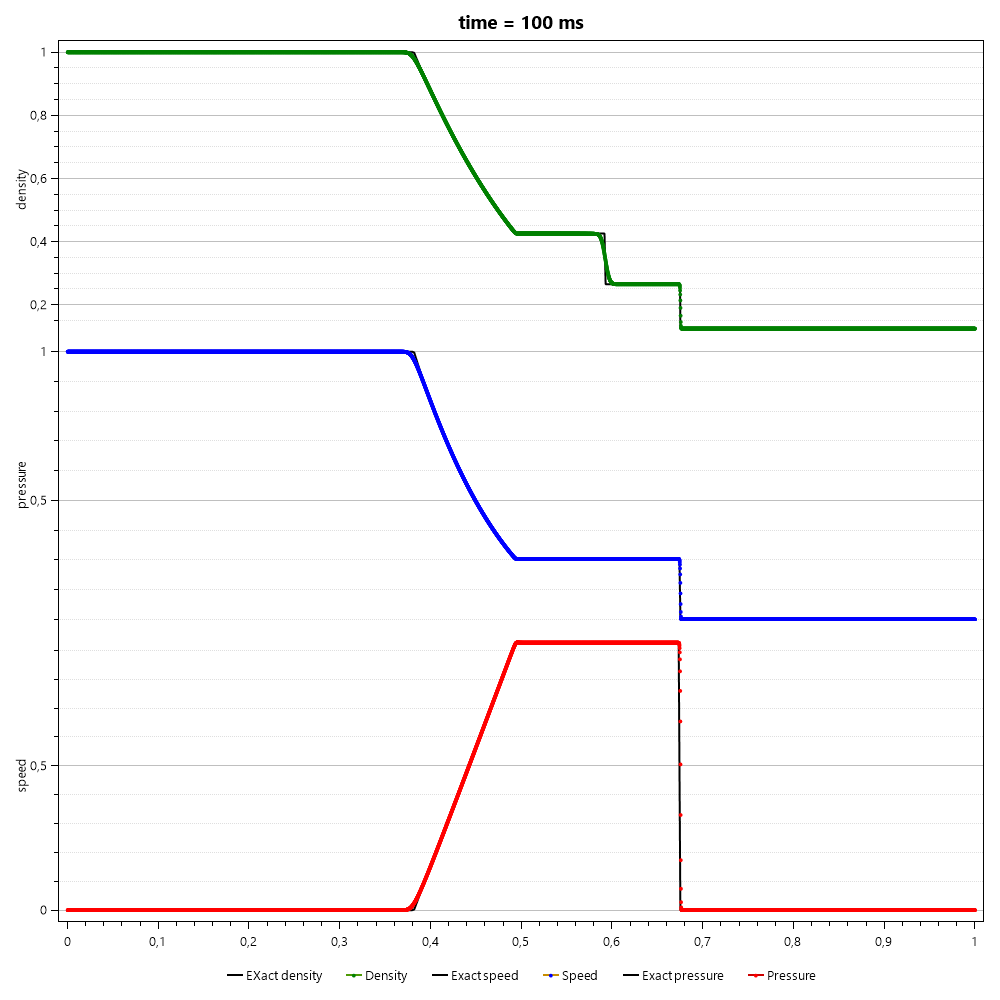 time = 100 ms
1
0,8
density
0,6
0,4
0,2
1
pressure
0,5
speed
0,5
0
0 0,1 0,2 0,3 0,4 0,5 0,6 0,7 0,8 0,9 1
EXact density Density Exact speed Speed Exact pressure Pressure